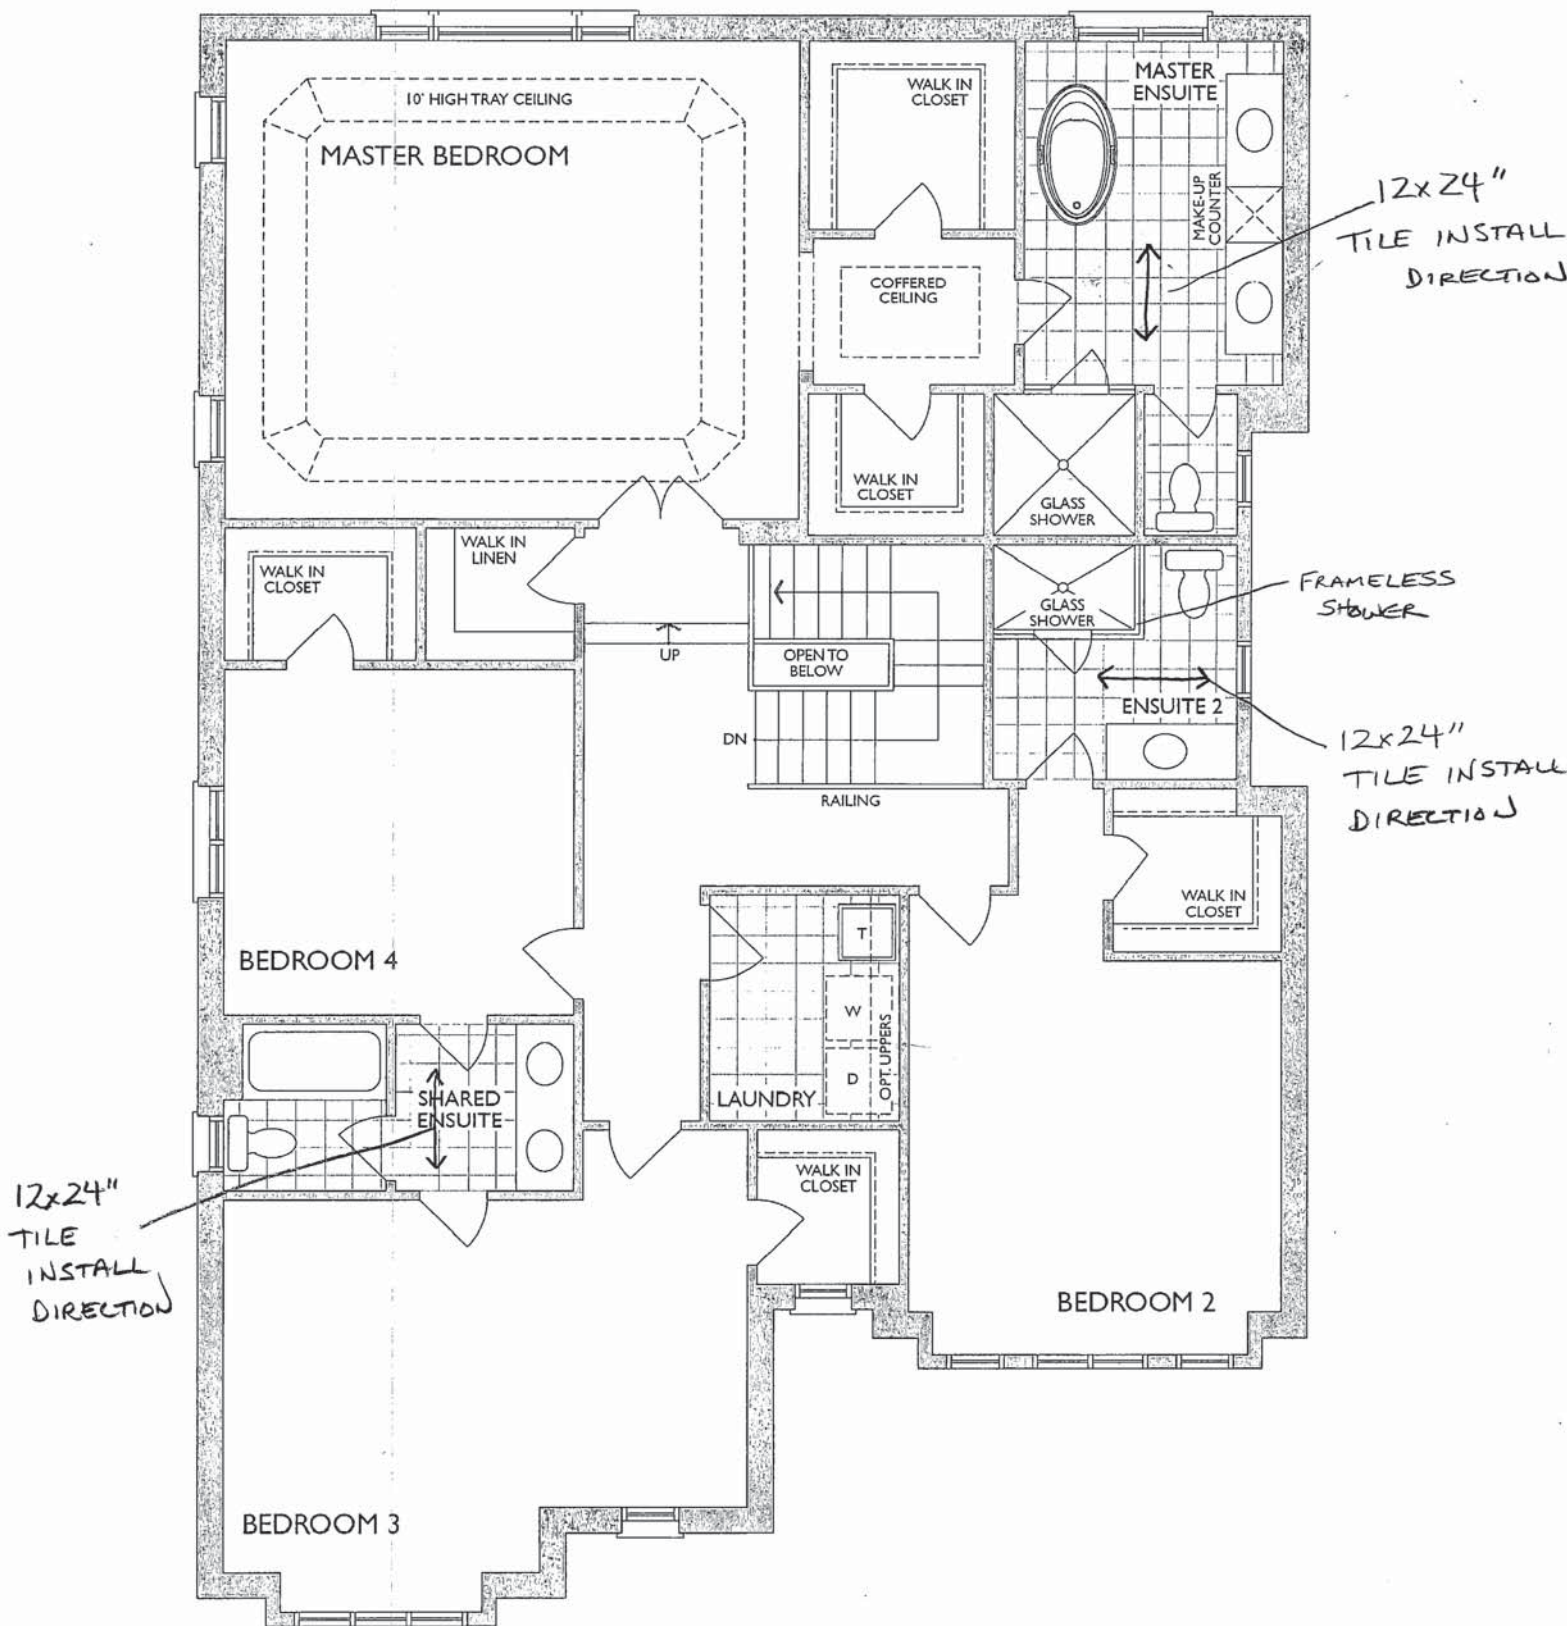 10' HIGH TRAY CEILING
MASTER BEDROOM
WALK IN
CLOSET
MASTER
ENSUITE
MAKE-UP
COUNTER
12x24"
TILE INSTALL
DIRECTION
COFFERED
CEILING
WALK IN
CLOSET
GLASS
SHOWER
WALK IN
LINEN
WALK IN
CLOSET
GLASS
SHOWER
FRAMELESS
SHOWER
UP
OPEN TO
BELOW
ENSUITE 2
DN
12x24"
TILE INSTALL
DIRECTION
RAILING
WALK IN
CLOSET
T
W
D
OPT. UPPERS
LAUNDRY
BEDROOM 4
SHARED
ENSUITE
12x24"
TILE
INSTALL
DIRECTION
WALK IN
CLOSET
BEDROOM 2
BEDROOM 3